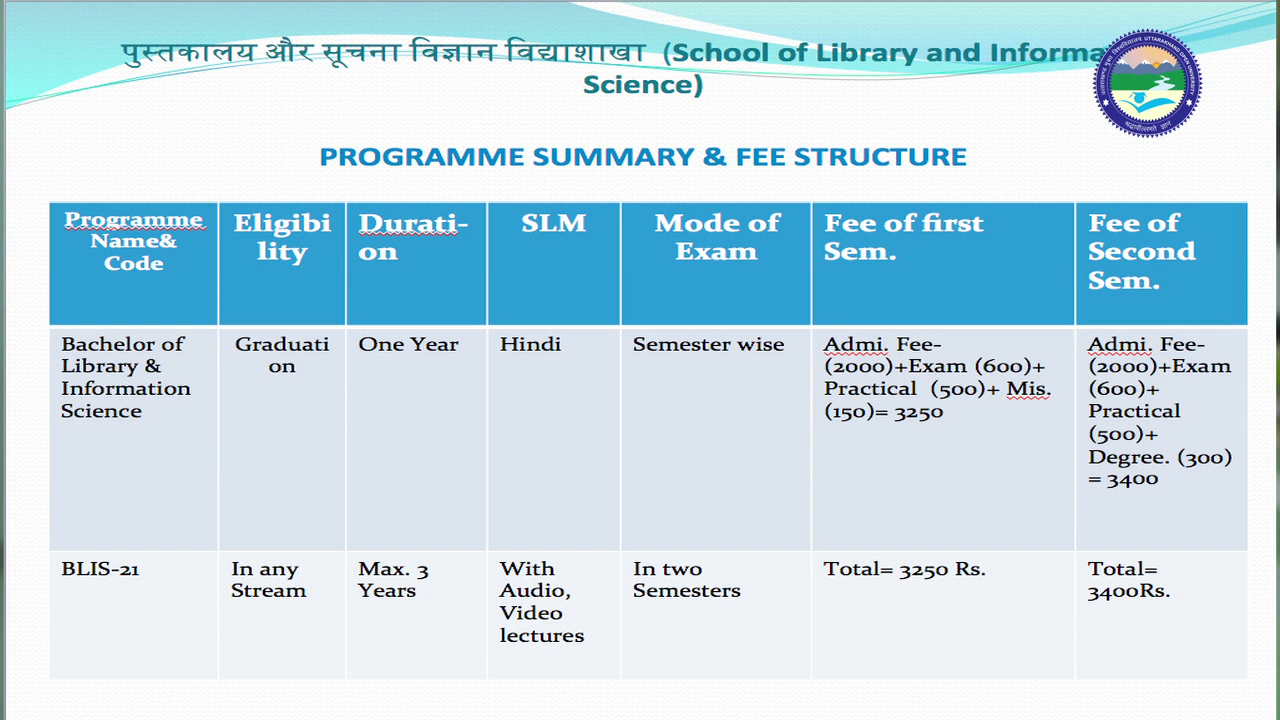 पुस्तकालय और सूचना विज्ञान विद्याशाखा (School of Library and Informa
Science)
UTTARAKHAND OPEN UNIVERSITY
PROGRAMME SUMMARY & FEE STRUCTURE
Programme
Name&
Code
Eligibi
lity
Durati-
on
SLM
Mode of
Exam
Fee of first
Sem.
Fee of
Second
Sem.
Bachelor of
Library &
Information
Science
Graduati
on
One Year
Hindi
Semester wise
Admi. Fee-
(2000)+Exam (600)+
Practical (500)+ Mis.
(150)= 3250
Admi. Fee-
(2000)+Exam
(600)+
Practical
(500)+
Degree. (300)
= 3400
BLIS-21
In any
Stream
Max. 3
Years
With
Audio,
Video
lectures
In two
Semesters
Total= 3250 Rs.
Total=
3400Rs.